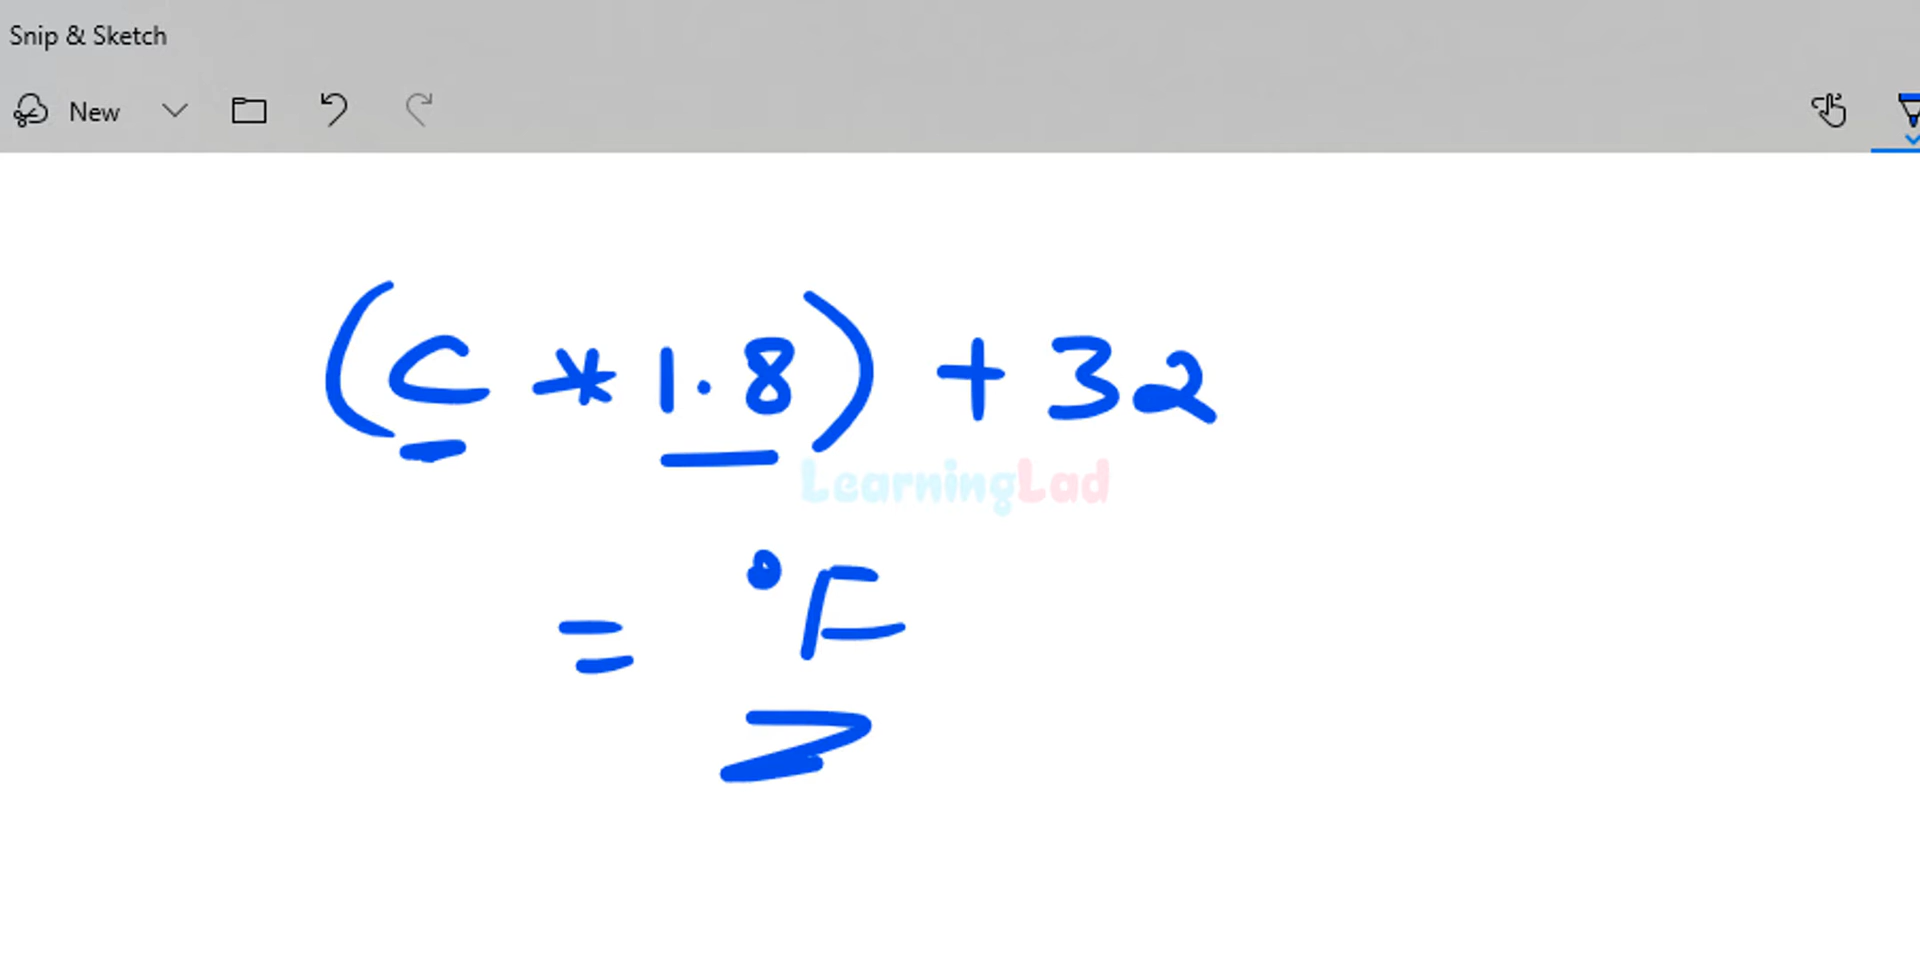 Snip & Sketch
New
(C * 1.8) + 32
LearningLad
= °F